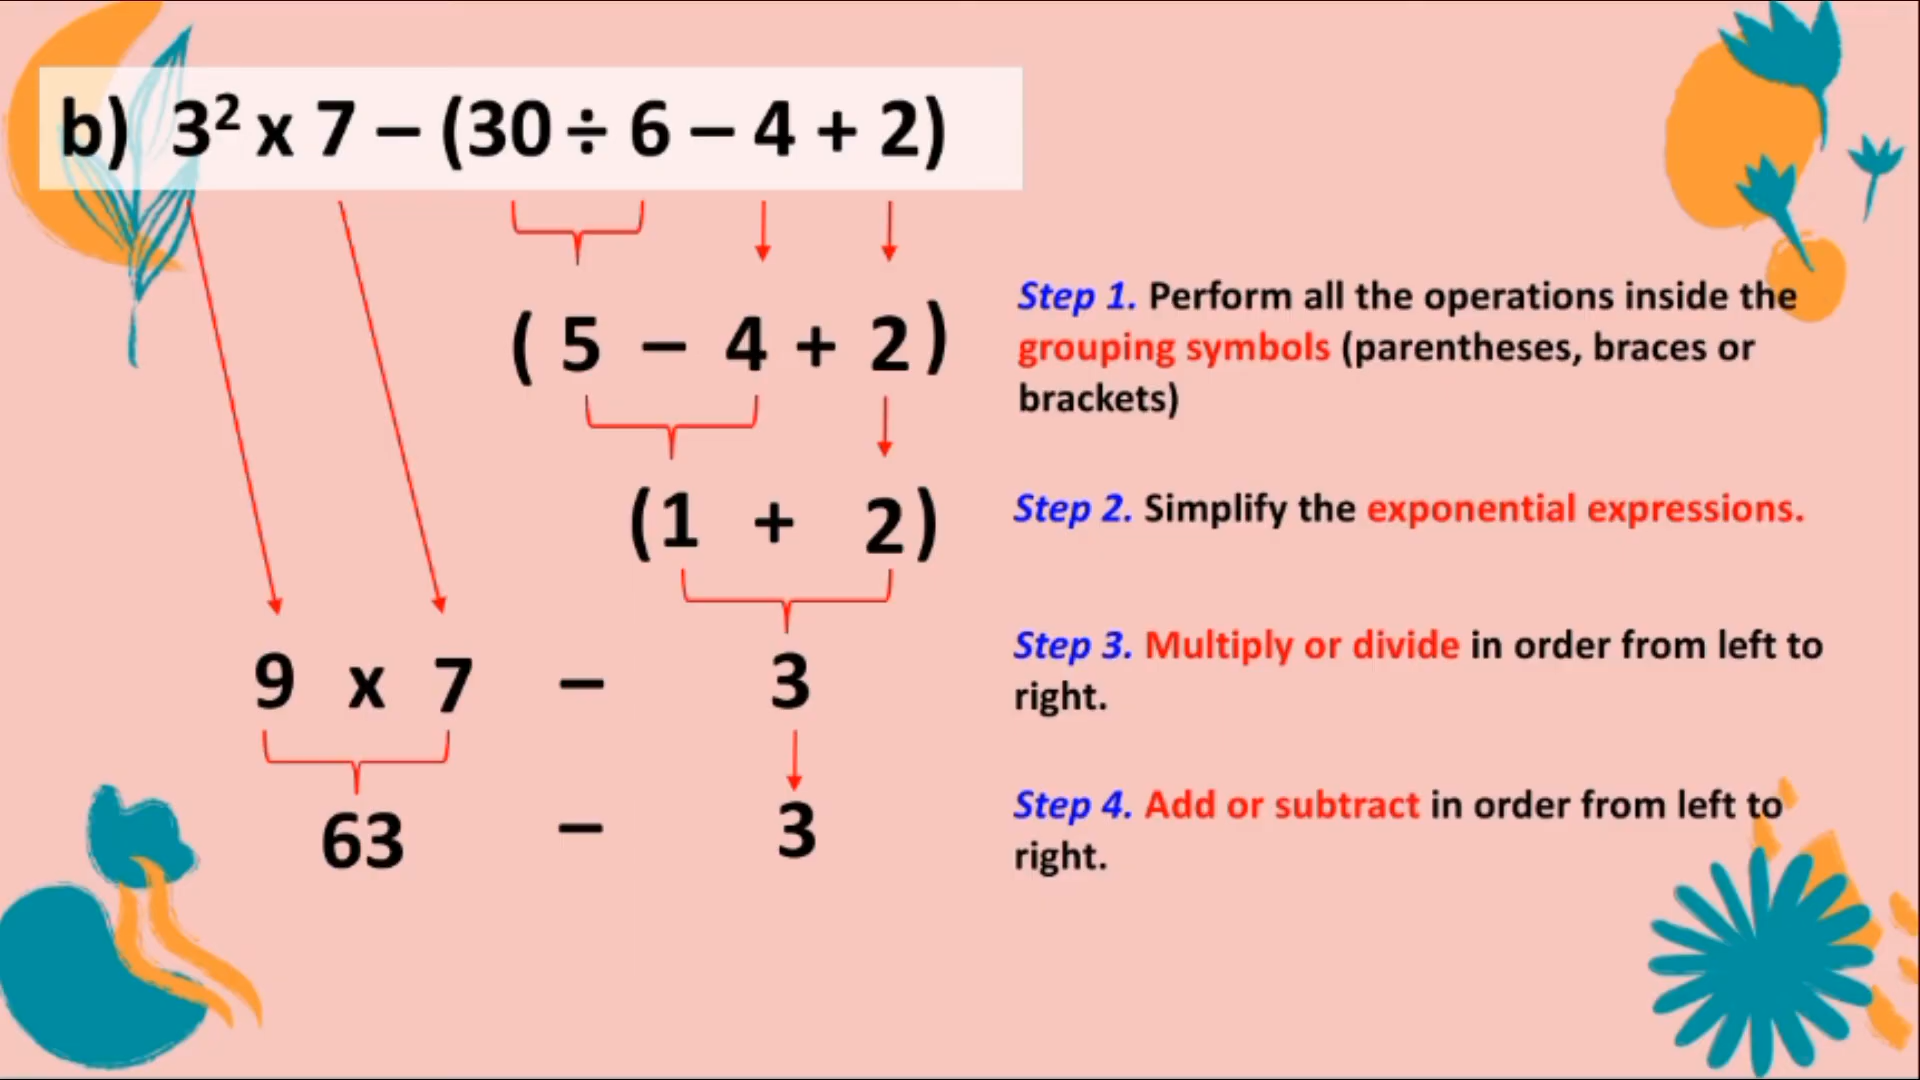 b) 3² x 7 – (30 ÷ 6 – 4 + 2)
( 5 – 4 + 2 )
(1 + 2)
9 x 7 – 3
63 – 3
Step 1. Perform all the operations inside the
grouping symbols (parentheses, braces or
brackets)
Step 2. Simplify the exponential expressions.
Step 3. Multiply or divide in order from left to
right.
Step 4. Add or subtract in order from left to
right.